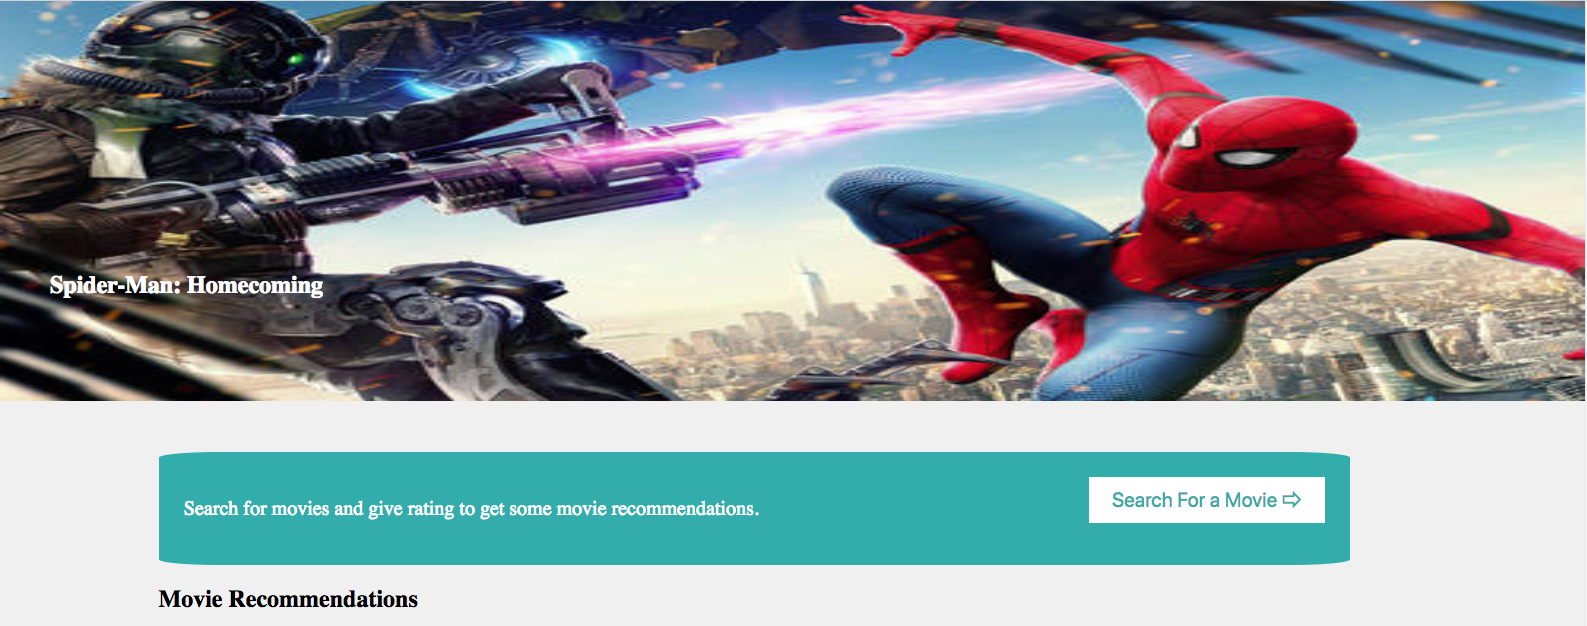 Spider-Man: Homecoming
Search for movies and give rating to get some movie recommendations.
Search For a Movie ⇨
Movie Recommendations